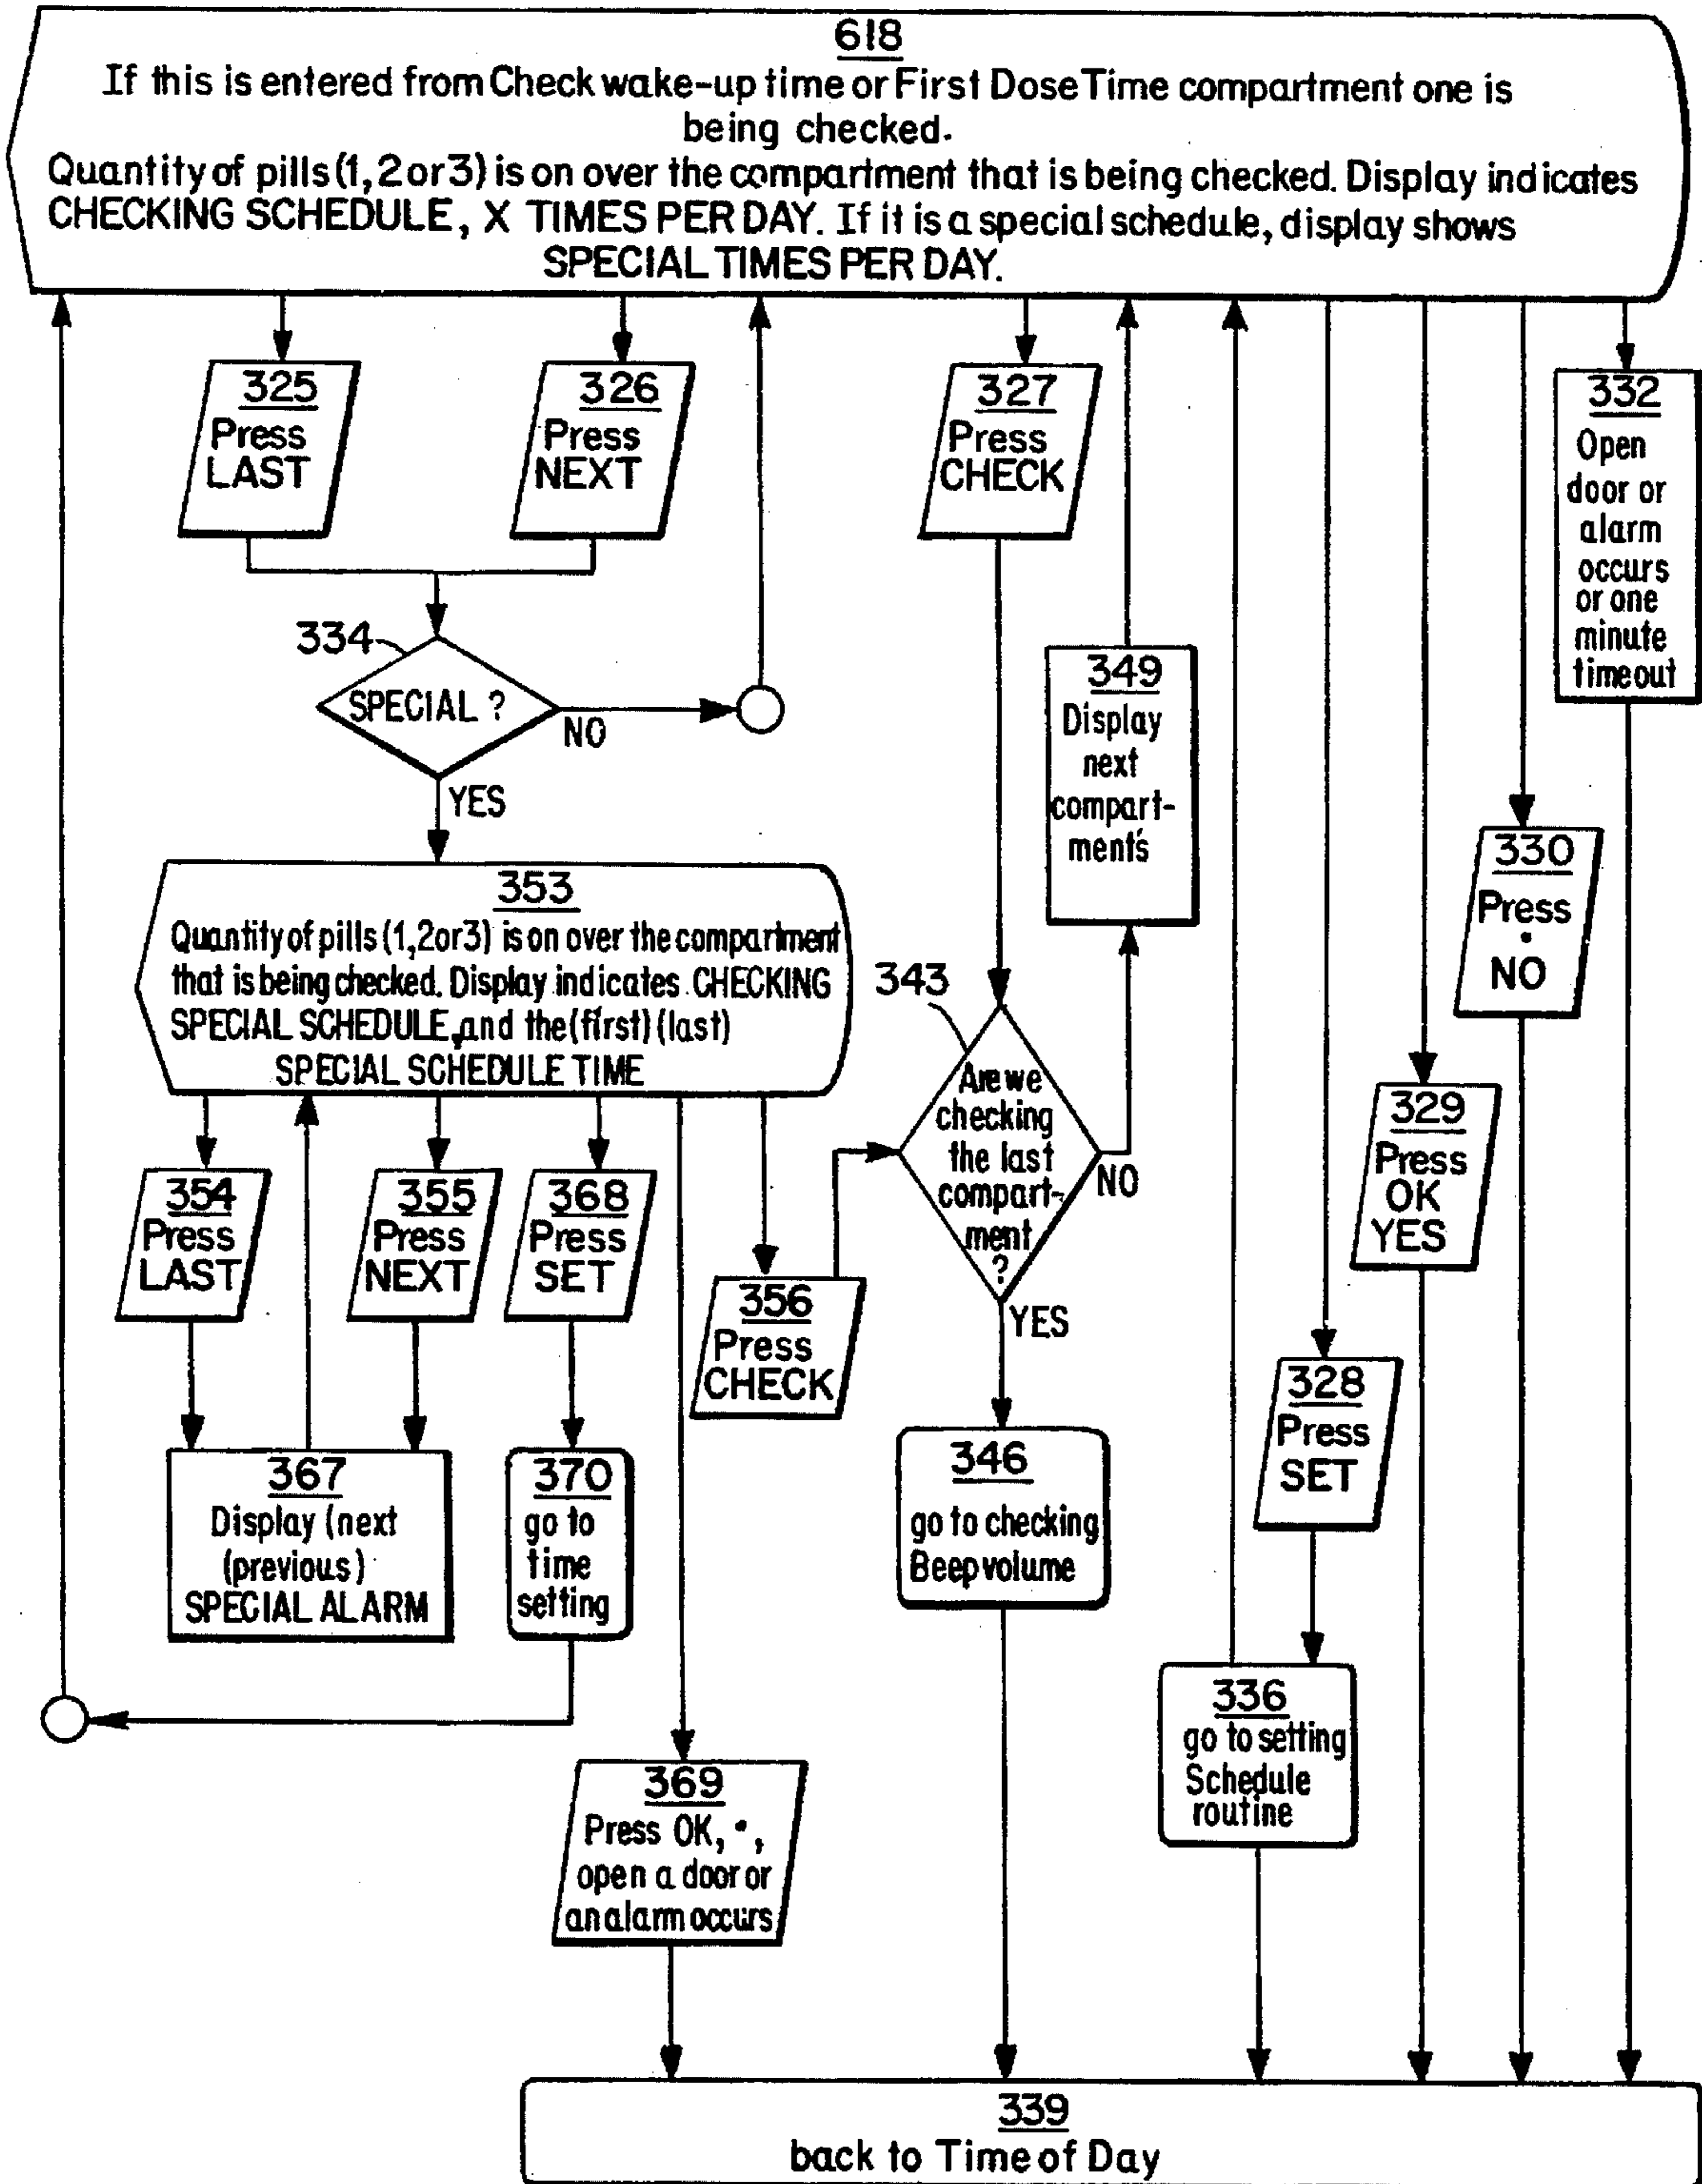 618
If this is entered from Check wake-up time or First Dose Time compartment one is
being checked.
Quantity of pills (1, 2 or 3) is on over the compartment that is being checked. Display indicates
CHECKING SCHEDULE, X TIMES PER DAY. If it is a special schedule, display shows
SPECIAL TIMES PER DAY.
325
Press
LAST
326
Press
NEXT
327
Press
CHECK
332
Open
door or
alarm
occurs
or one
minute
timeout
334
SPECIAL ?
NO
YES
349
Display
next
compart-
ment's
330
Press
•
NO
353
Quantity of pills (1, 2 or 3) is on over the compartment
that is being checked. Display indicates CHECKING
SPECIAL SCHEDULE, and the (first) (last)
SPECIAL SCHEDULE TIME
343
Are we
checking
the last
compart-
ment
?
NO
YES
329
Press
OK
YES
354
Press
LAST
355
Press
NEXT
368
Press
SET
356
Press
CHECK
328
Press
SET
367
Display (next
(previous)
SPECIAL ALARM
370
go to
time
setting
346
go to checking
Beep volume
336
go to setting
Schedule
routine
369
Press OK, •,
open a door or
an alarm occurs
339
back to Time of Day